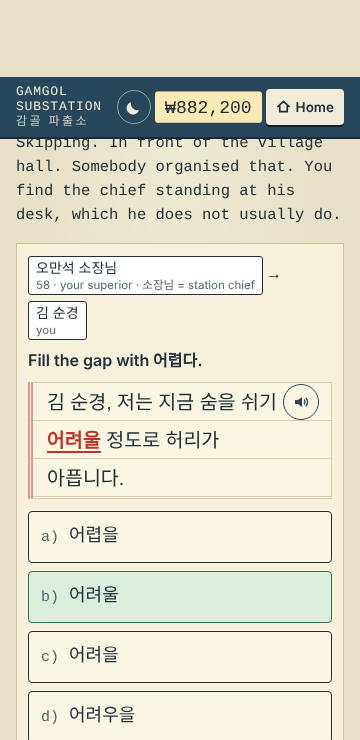 GAMGOL
SUBSTATION
감골 파출소
₩882,200
Home
Skipping. In front of the village
hall. Somebody organised that. You
find the chief standing at his
desk, which he does not usually do.
오만석 소장님
58 · your superior · 소장님 = station chief
→
김 순경
you
Fill the gap with 어렵다.
김 순경, 저는 지금 숨을 쉬기
어려울 정도로 허리가
아픕니다.
a) 어렵을
b) 어려울
c) 어려을
d) 어려우을